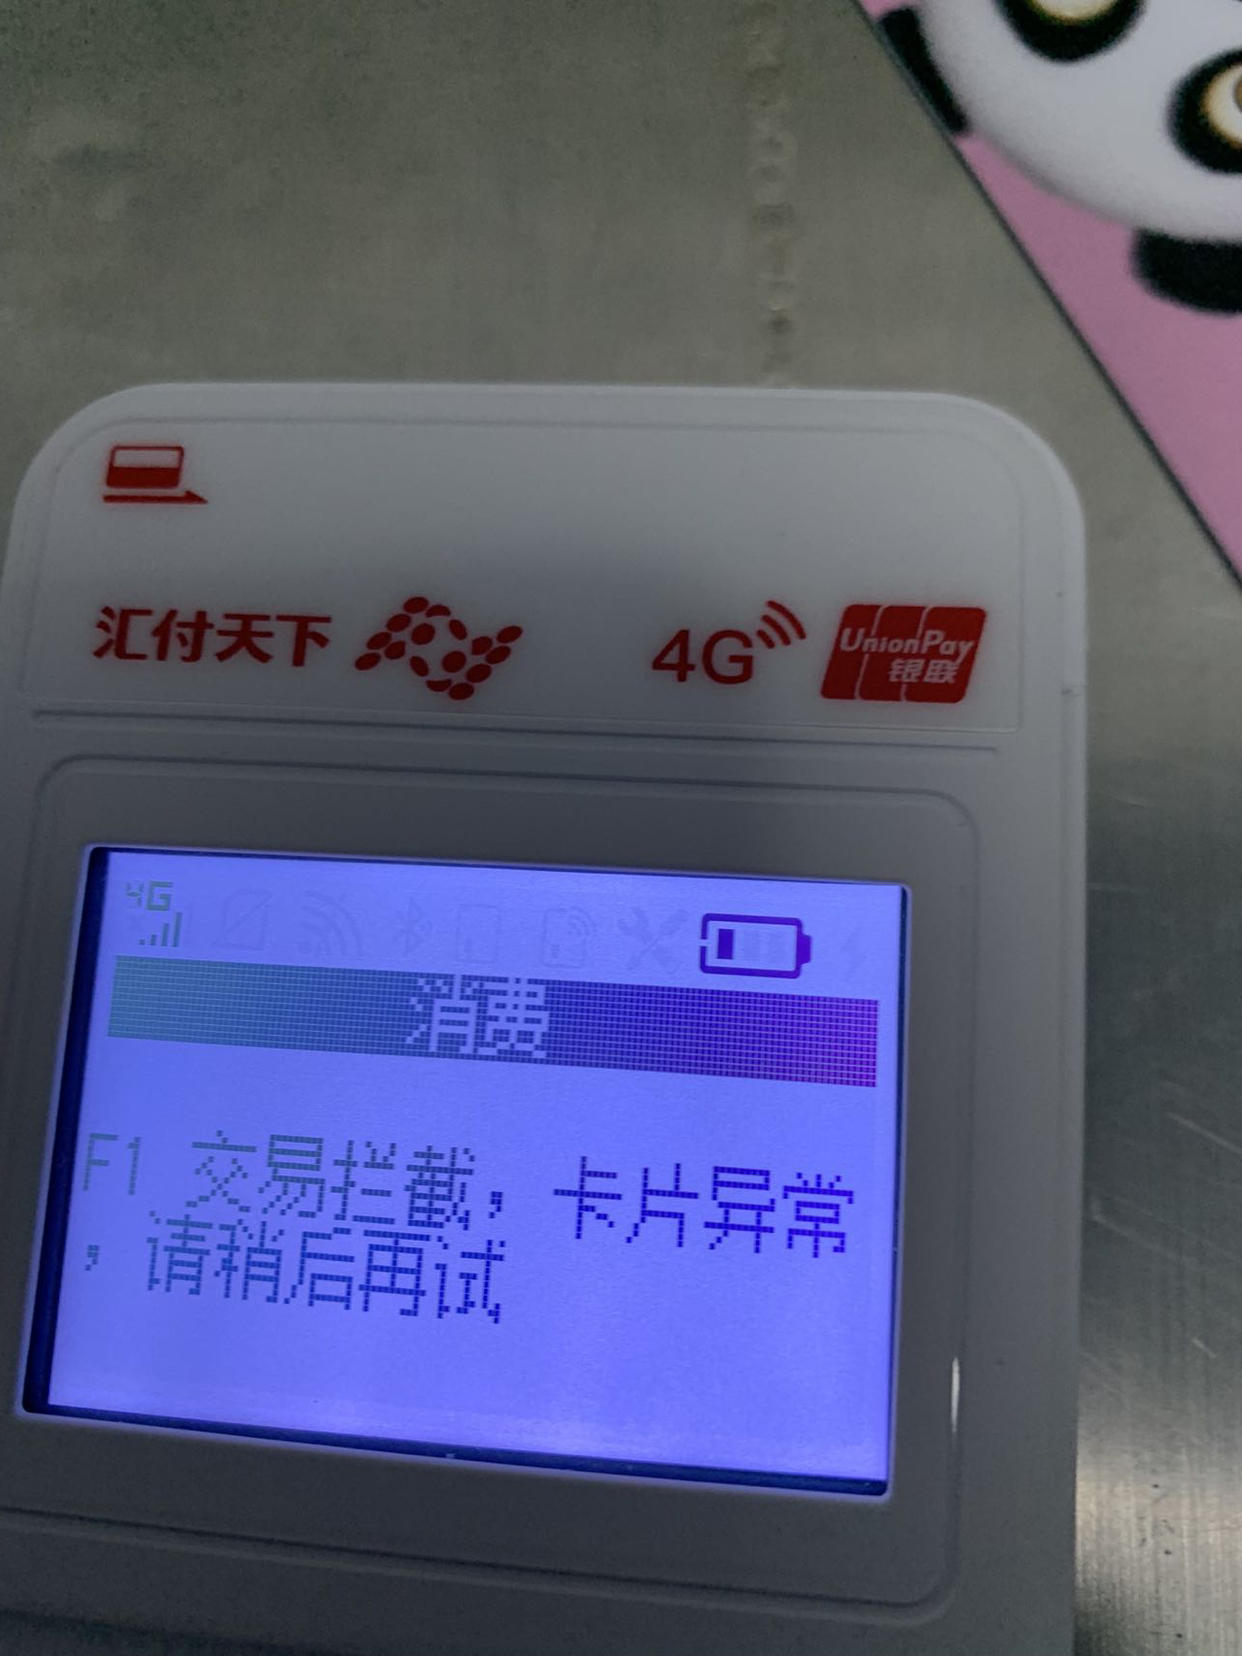 汇付天下
4G
UnionPay
银联
4G
消费
F1 交易拦截，卡片异常
，请稍后再试